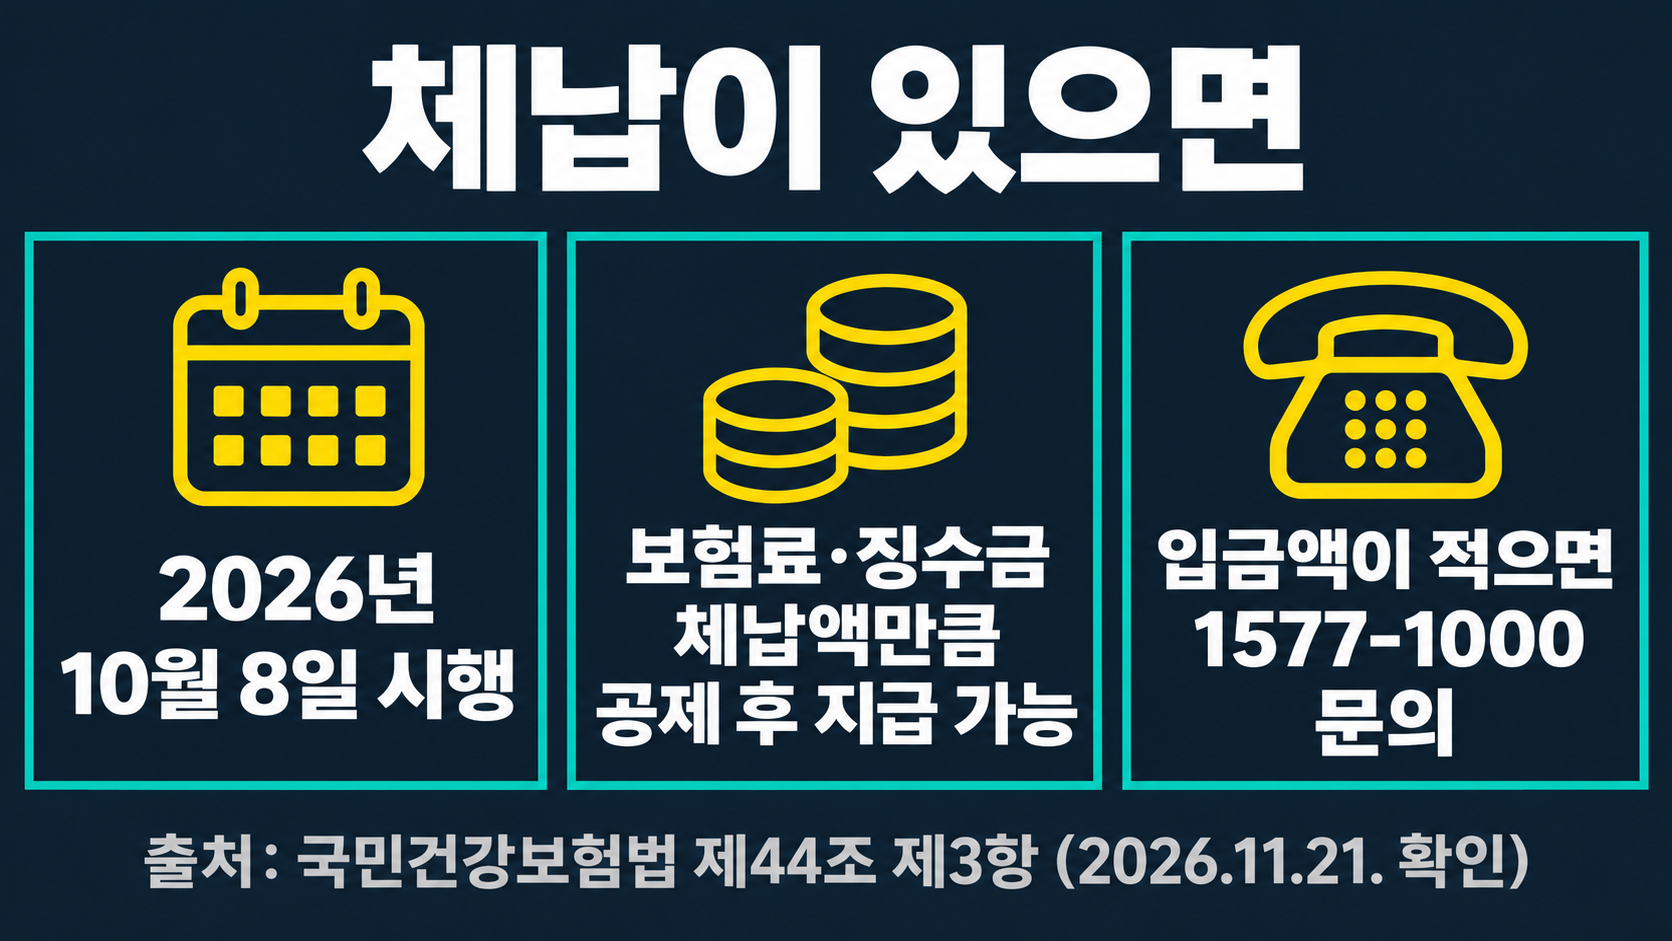 체납이 있으면
2026년
10월 8일 시행
보험료·징수금
체납액만큼
공제 후 지급 가능
입금액이 적으면
1577-1000
문의
출처: 국민건강보험법 제44조 제3항 (2026.11.21. 확인)